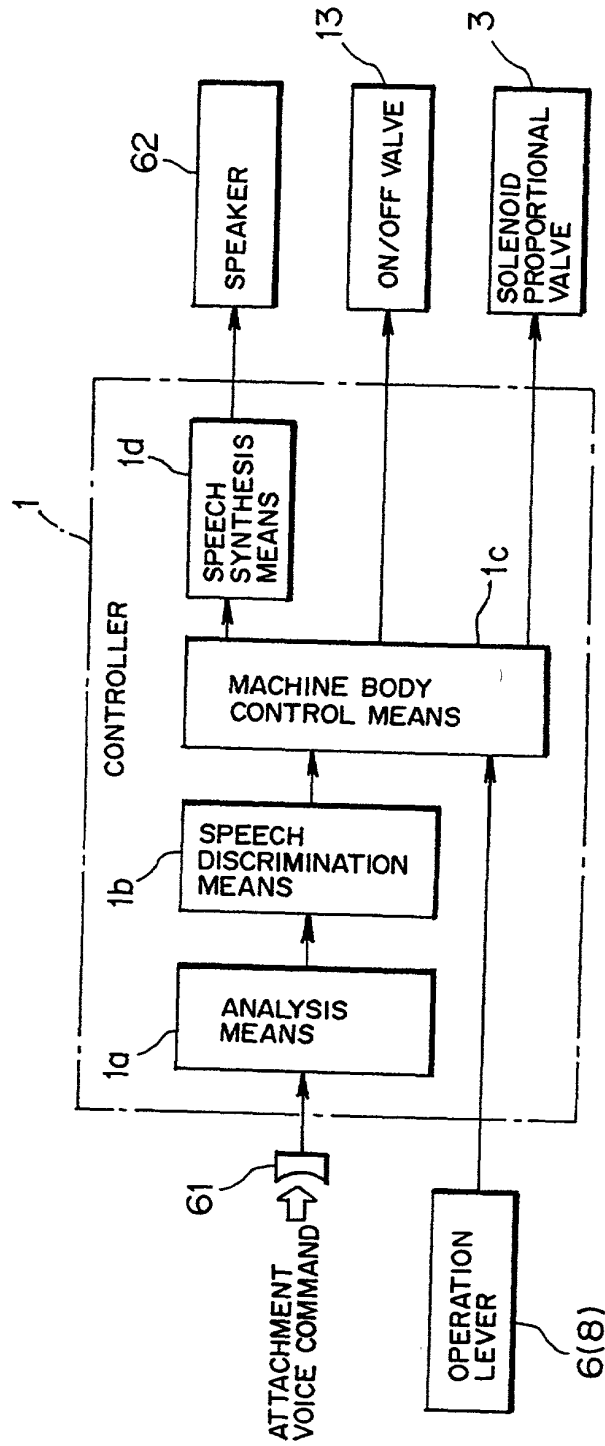 1
CONTROLLER
ATTACHMENT
VOICE COMMAND
61
1a
ANALYSIS
MEANS
1b
SPEECH
DISCRIMINATION
MEANS
MACHINE BODY
CONTROL MEANS
1c
1d
SPEECH
SYNTHESIS
MEANS
62
SPEAKER
13
ON/OFF VALVE
3
SOLENOID
PROPORTIONAL
VALVE
OPERATION
LEVER
6(8)